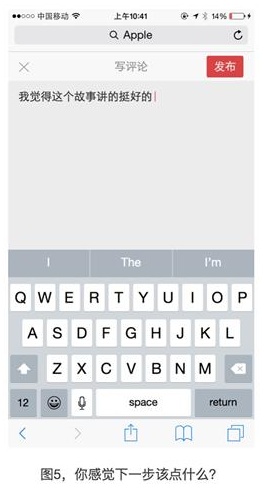 中国移动 上午10:41 14%
Apple
写评论 发布
我觉得这个故事讲的挺好的
I The I'm
Q W E R T Y U I O P
A S D F G H J K L
Z X C V B N M
12 space return
图5，你感觉下一步该点什么？